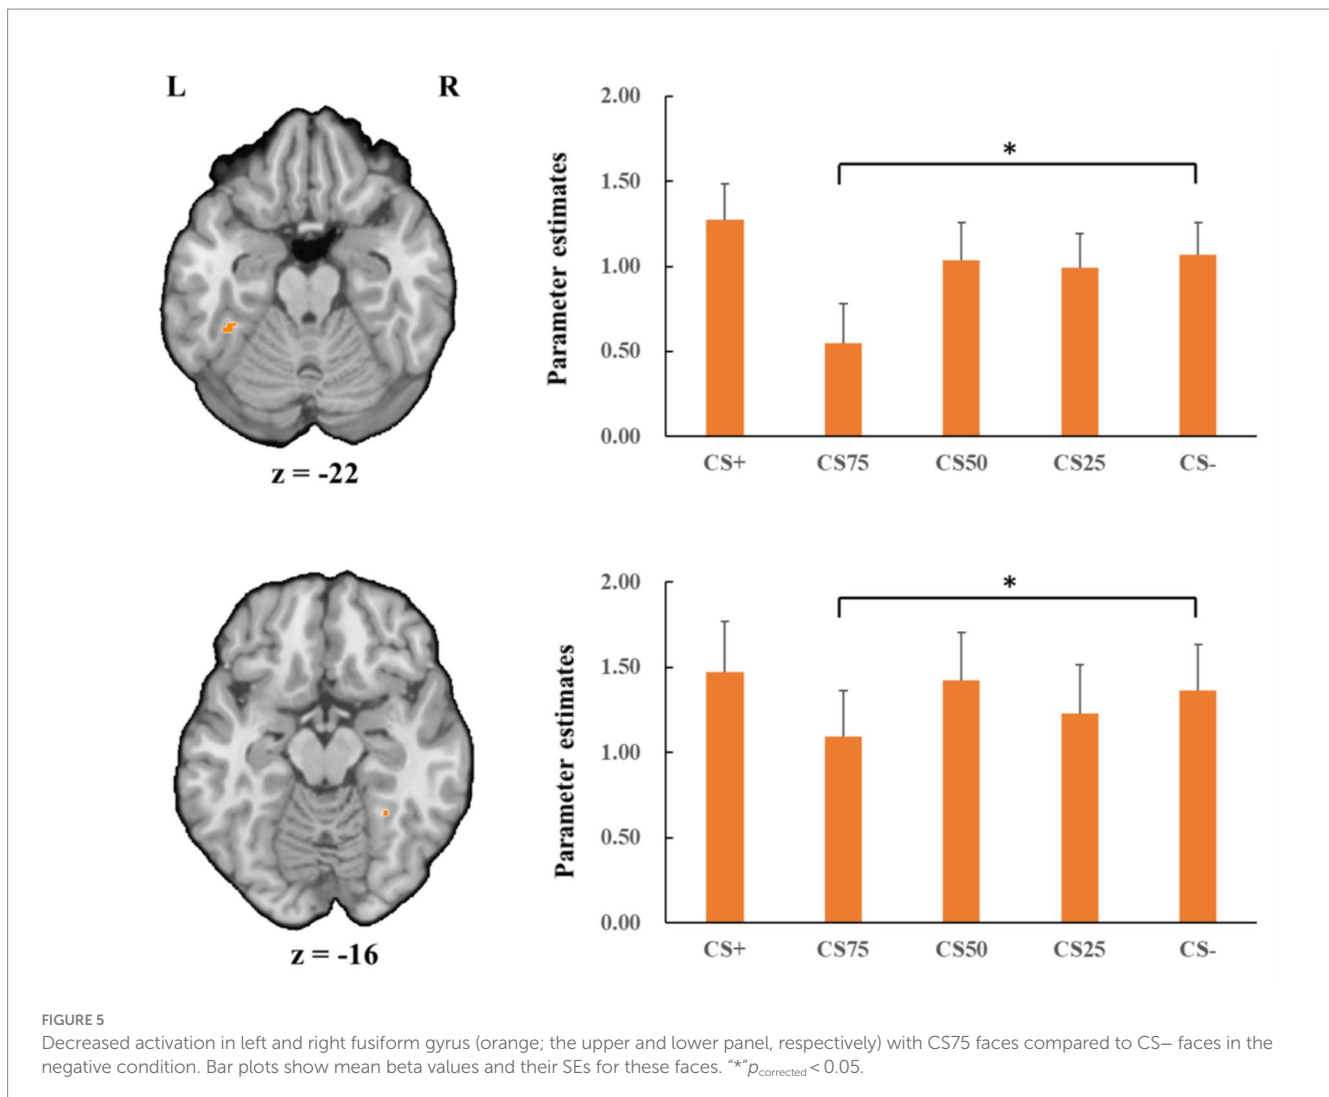 L
R
z = -22
Parameter estimates
2.00
1.50
1.00
0.50
0.00
*
CS+ CS75 CS50 CS25 CS-
z = -16
Parameter estimates
2.00
1.50
1.00
0.50
0.00
*
CS+ CS75 CS50 CS25 CS-
FIGURE 5
Decreased activation in left and right fusiform gyrus (orange; the upper and lower panel, respectively) with CS75 faces compared to CS− faces in the
negative condition. Bar plots show mean beta values and their SEs for these faces. “*”pcorrected < 0.05.